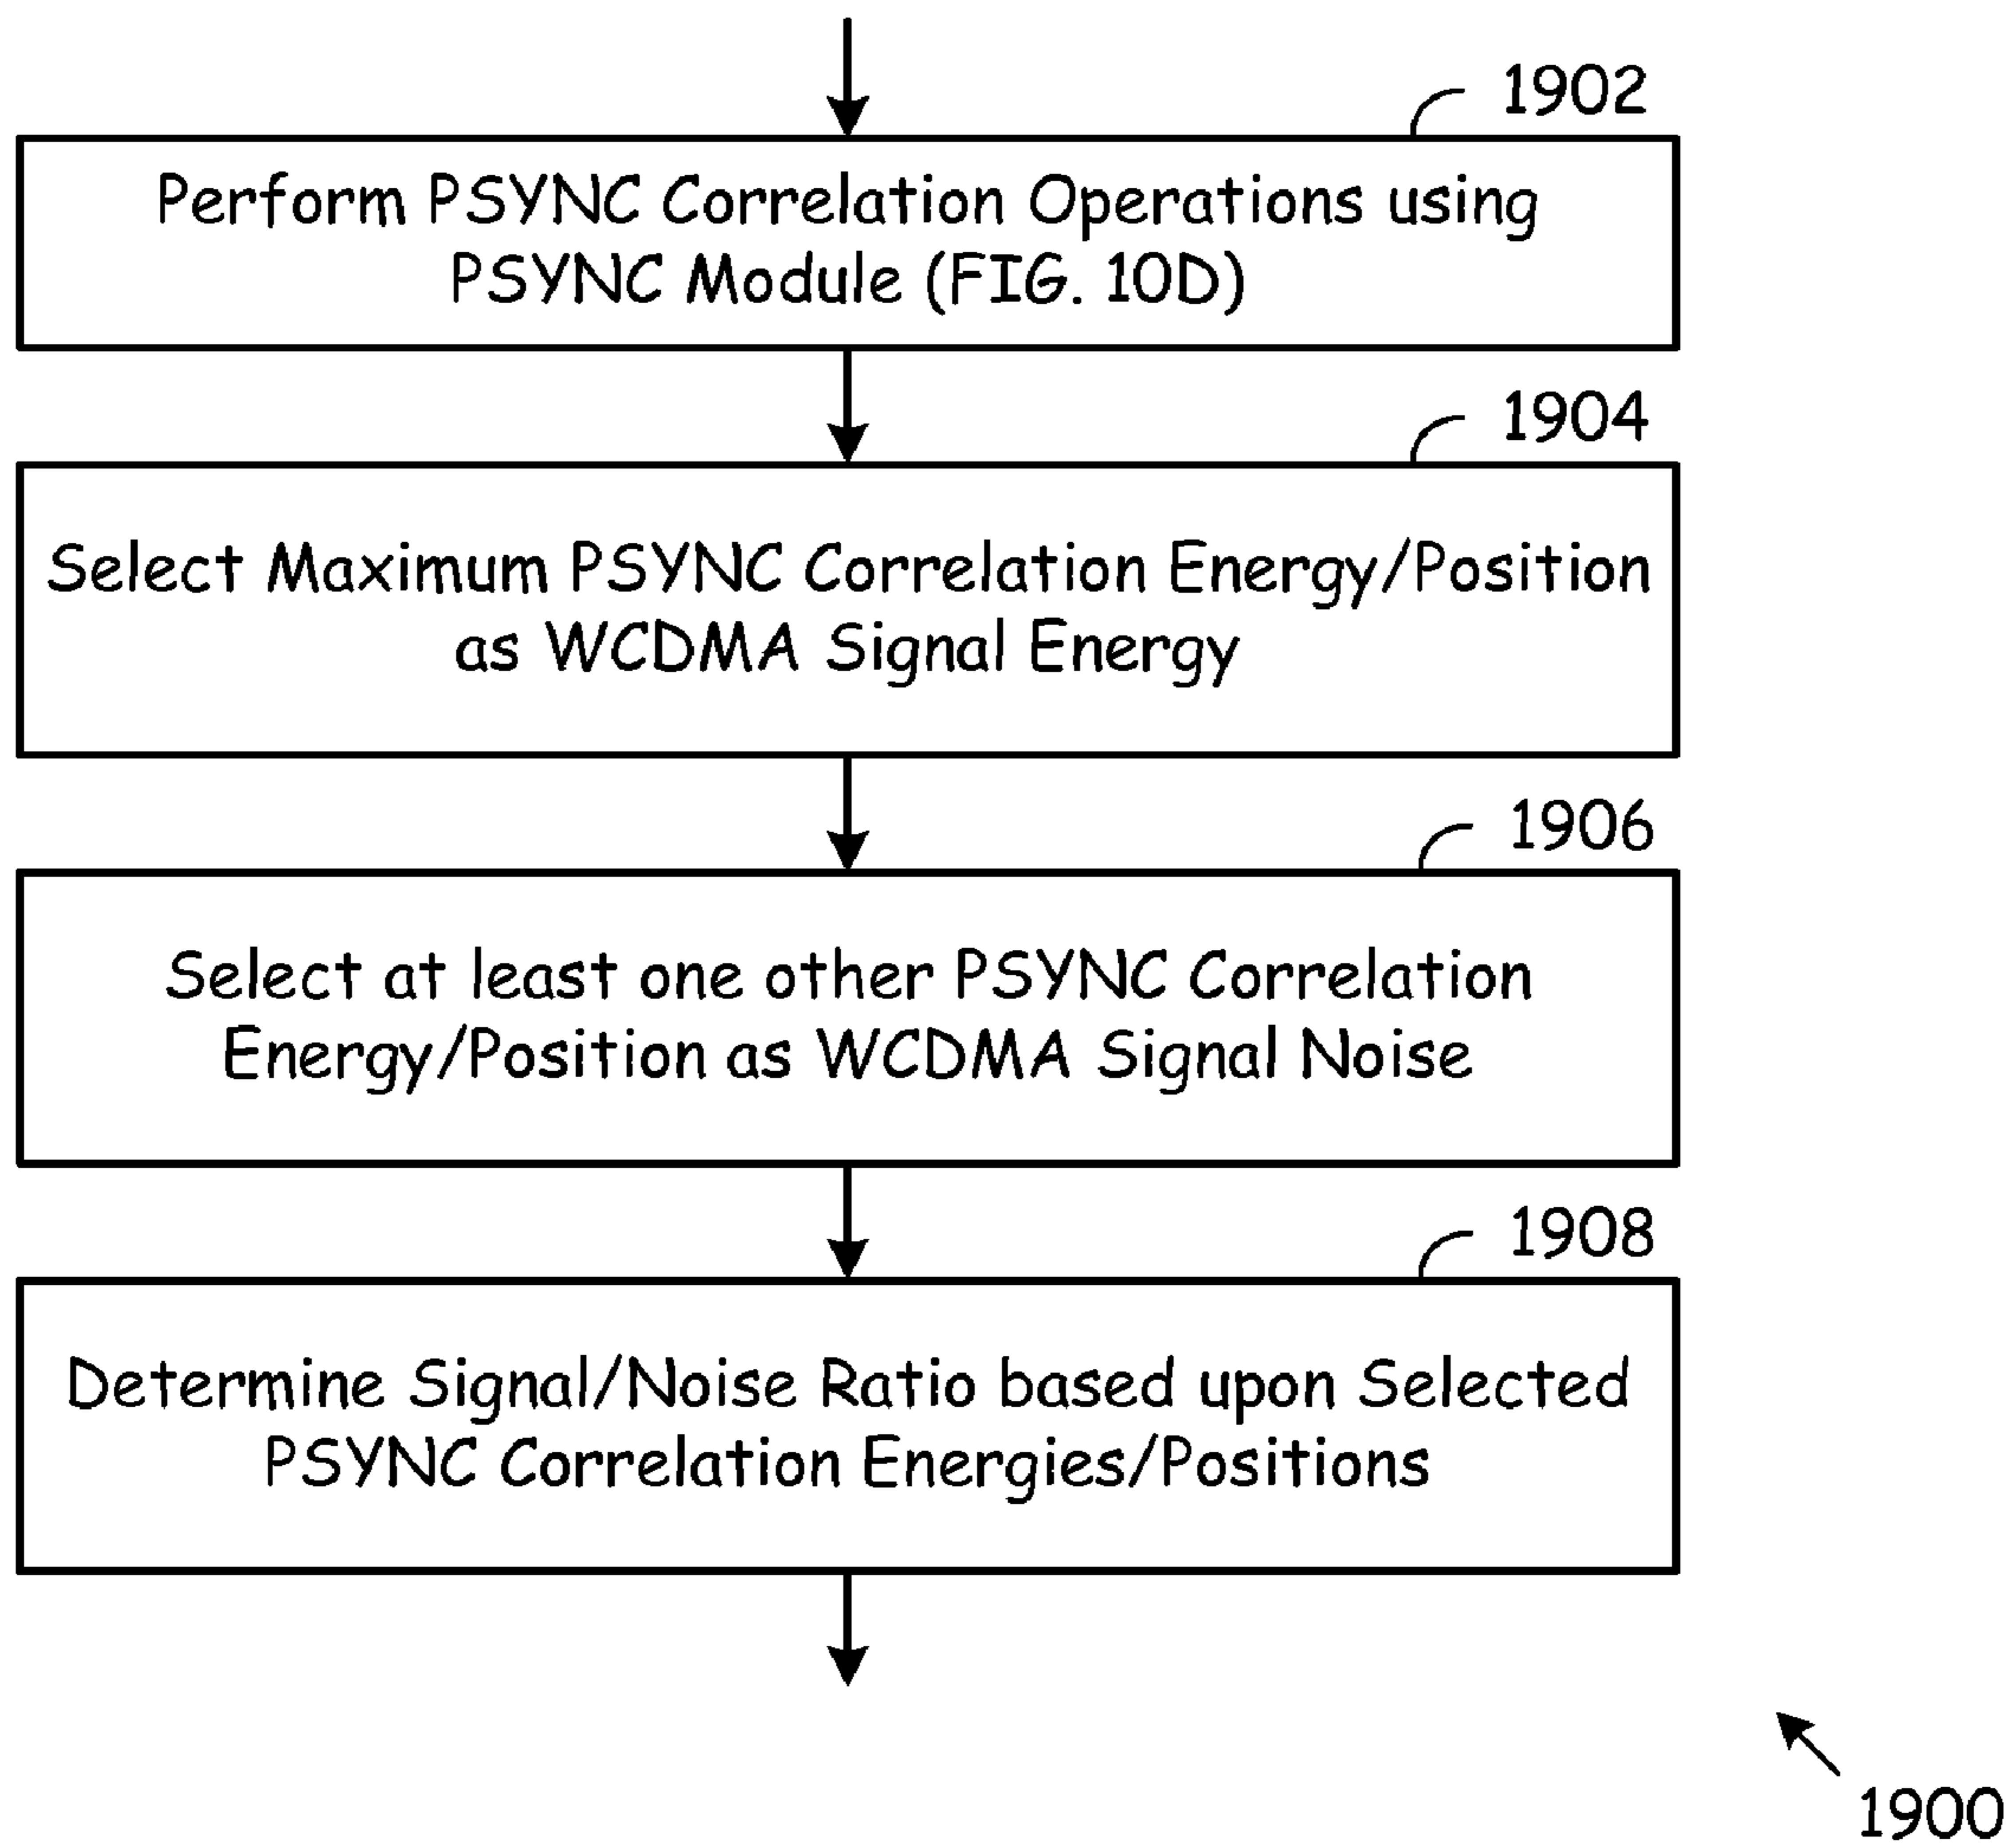 1902
Perform PSYNC Correlation Operations using
PSYNC Module (FIG. 10D)
1904
Select Maximum PSYNC Correlation Energy/Position
as WCDMA Signal Energy
1906
Select at least one other PSYNC Correlation
Energy/Position as WCDMA Signal Noise
1908
Determine Signal/Noise Ratio based upon Selected
PSYNC Correlation Energies/Positions
1900